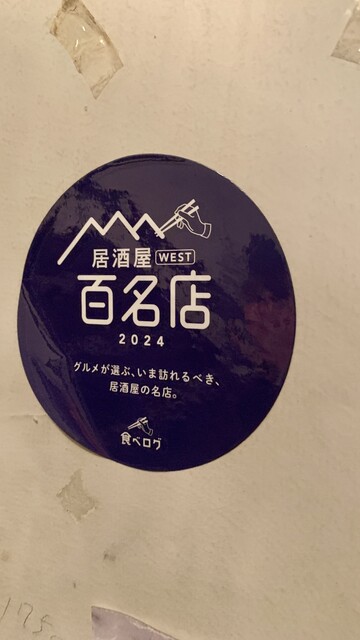 居酒屋 WEST
百名店
2024
グルメが選ぶ、いま訪れるべき、
居酒屋の名店。
食べログ